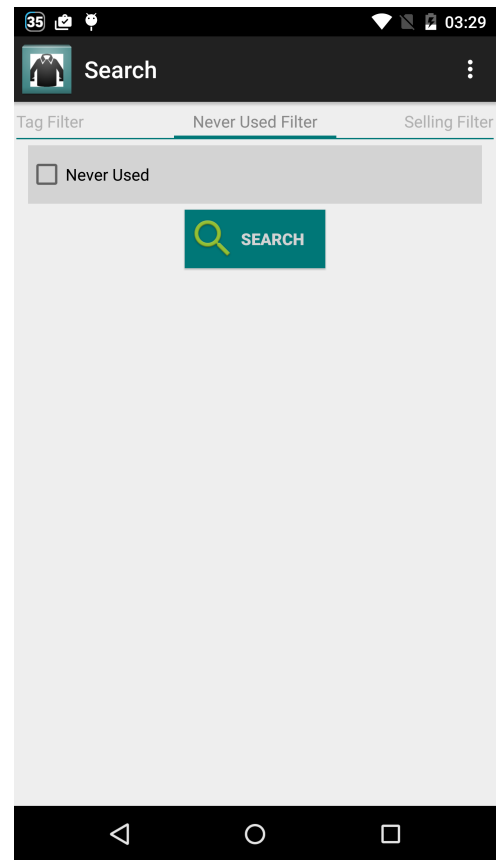 35 03:29
Search
Tag Filter Never Used Filter Selling Filter
Never Used
SEARCH